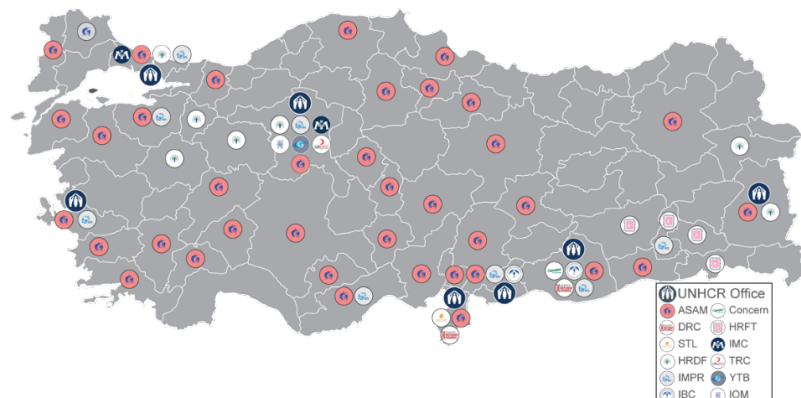 UNHCR Office
ASAM Concern
DRC HRFT
STL IMC
HRDF TRC
IMPR YTB
IBC IOM